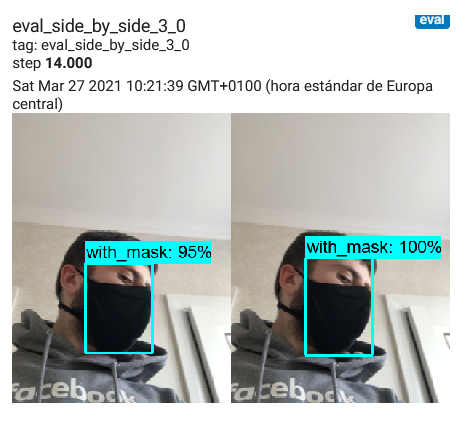 eval_side_by_side_3_0
eval
tag: eval_side_by_side_3_0
step 14.000
Sat Mar 27 2021 10:21:39 GMT+0100 (hora estándar de Europa
central)
with_mask: 95%
with_mask: 100%
facebook
facebook